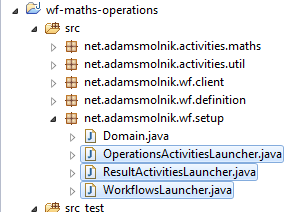 wf-maths-operations
src
net.adamsmolnik.activities.maths
net.adamsmolnik.activities.util
net.adamsmolnik.wf.client
net.adamsmolnik.wf.definition
net.adamsmolnik.wf.setup
Domain.java
OperationsActivitiesLauncher.java
ResultActivitiesLauncher.java
WorkflowsLauncher.java
src_test